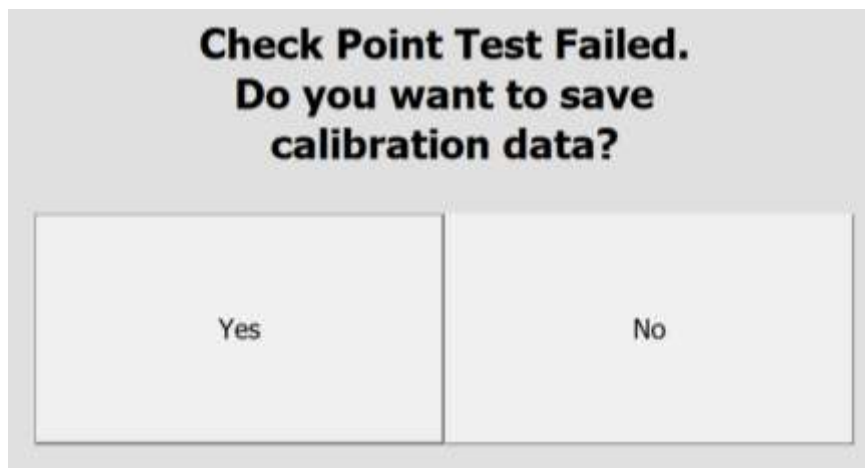 Check Point Test Failed.
Do you want to save
calibration data?
Yes
No